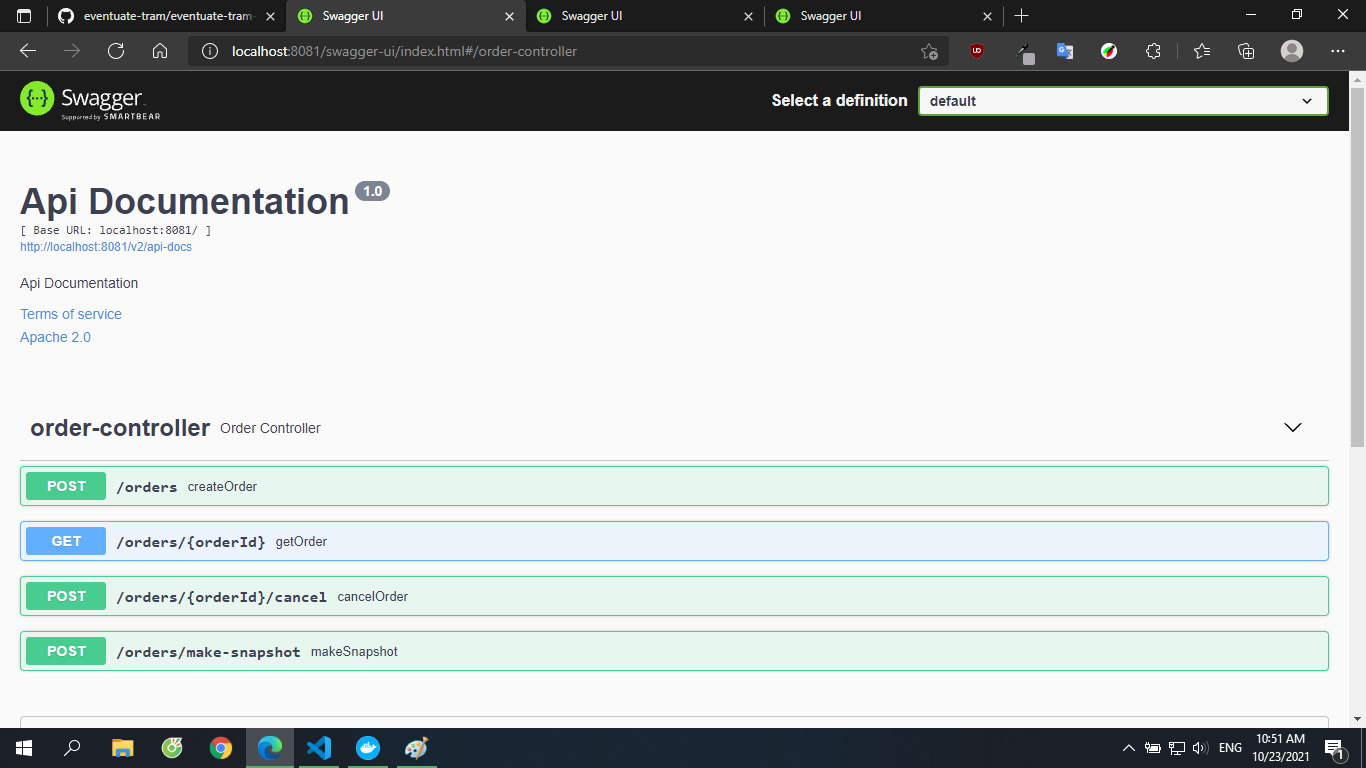 eventuate-tram/eventuate-tram-
Swagger UI
Swagger UI
Swagger UI
localhost:8081/swagger-ui/index.html#/order-controller
Swagger
Supported by SMARTBEAR
Select a definition
default
Api Documentation 1.0
[ Base URL: localhost:8081/ ]
http://localhost:8081/v2/api-docs
Api Documentation
Terms of service
Apache 2.0
order-controller Order Controller
POST /orders createOrder
GET /orders/{orderId} getOrder
POST /orders/{orderId}/cancel cancelOrder
POST /orders/make-snapshot makeSnapshot
ENG
10:51 AM
10/23/2021
1